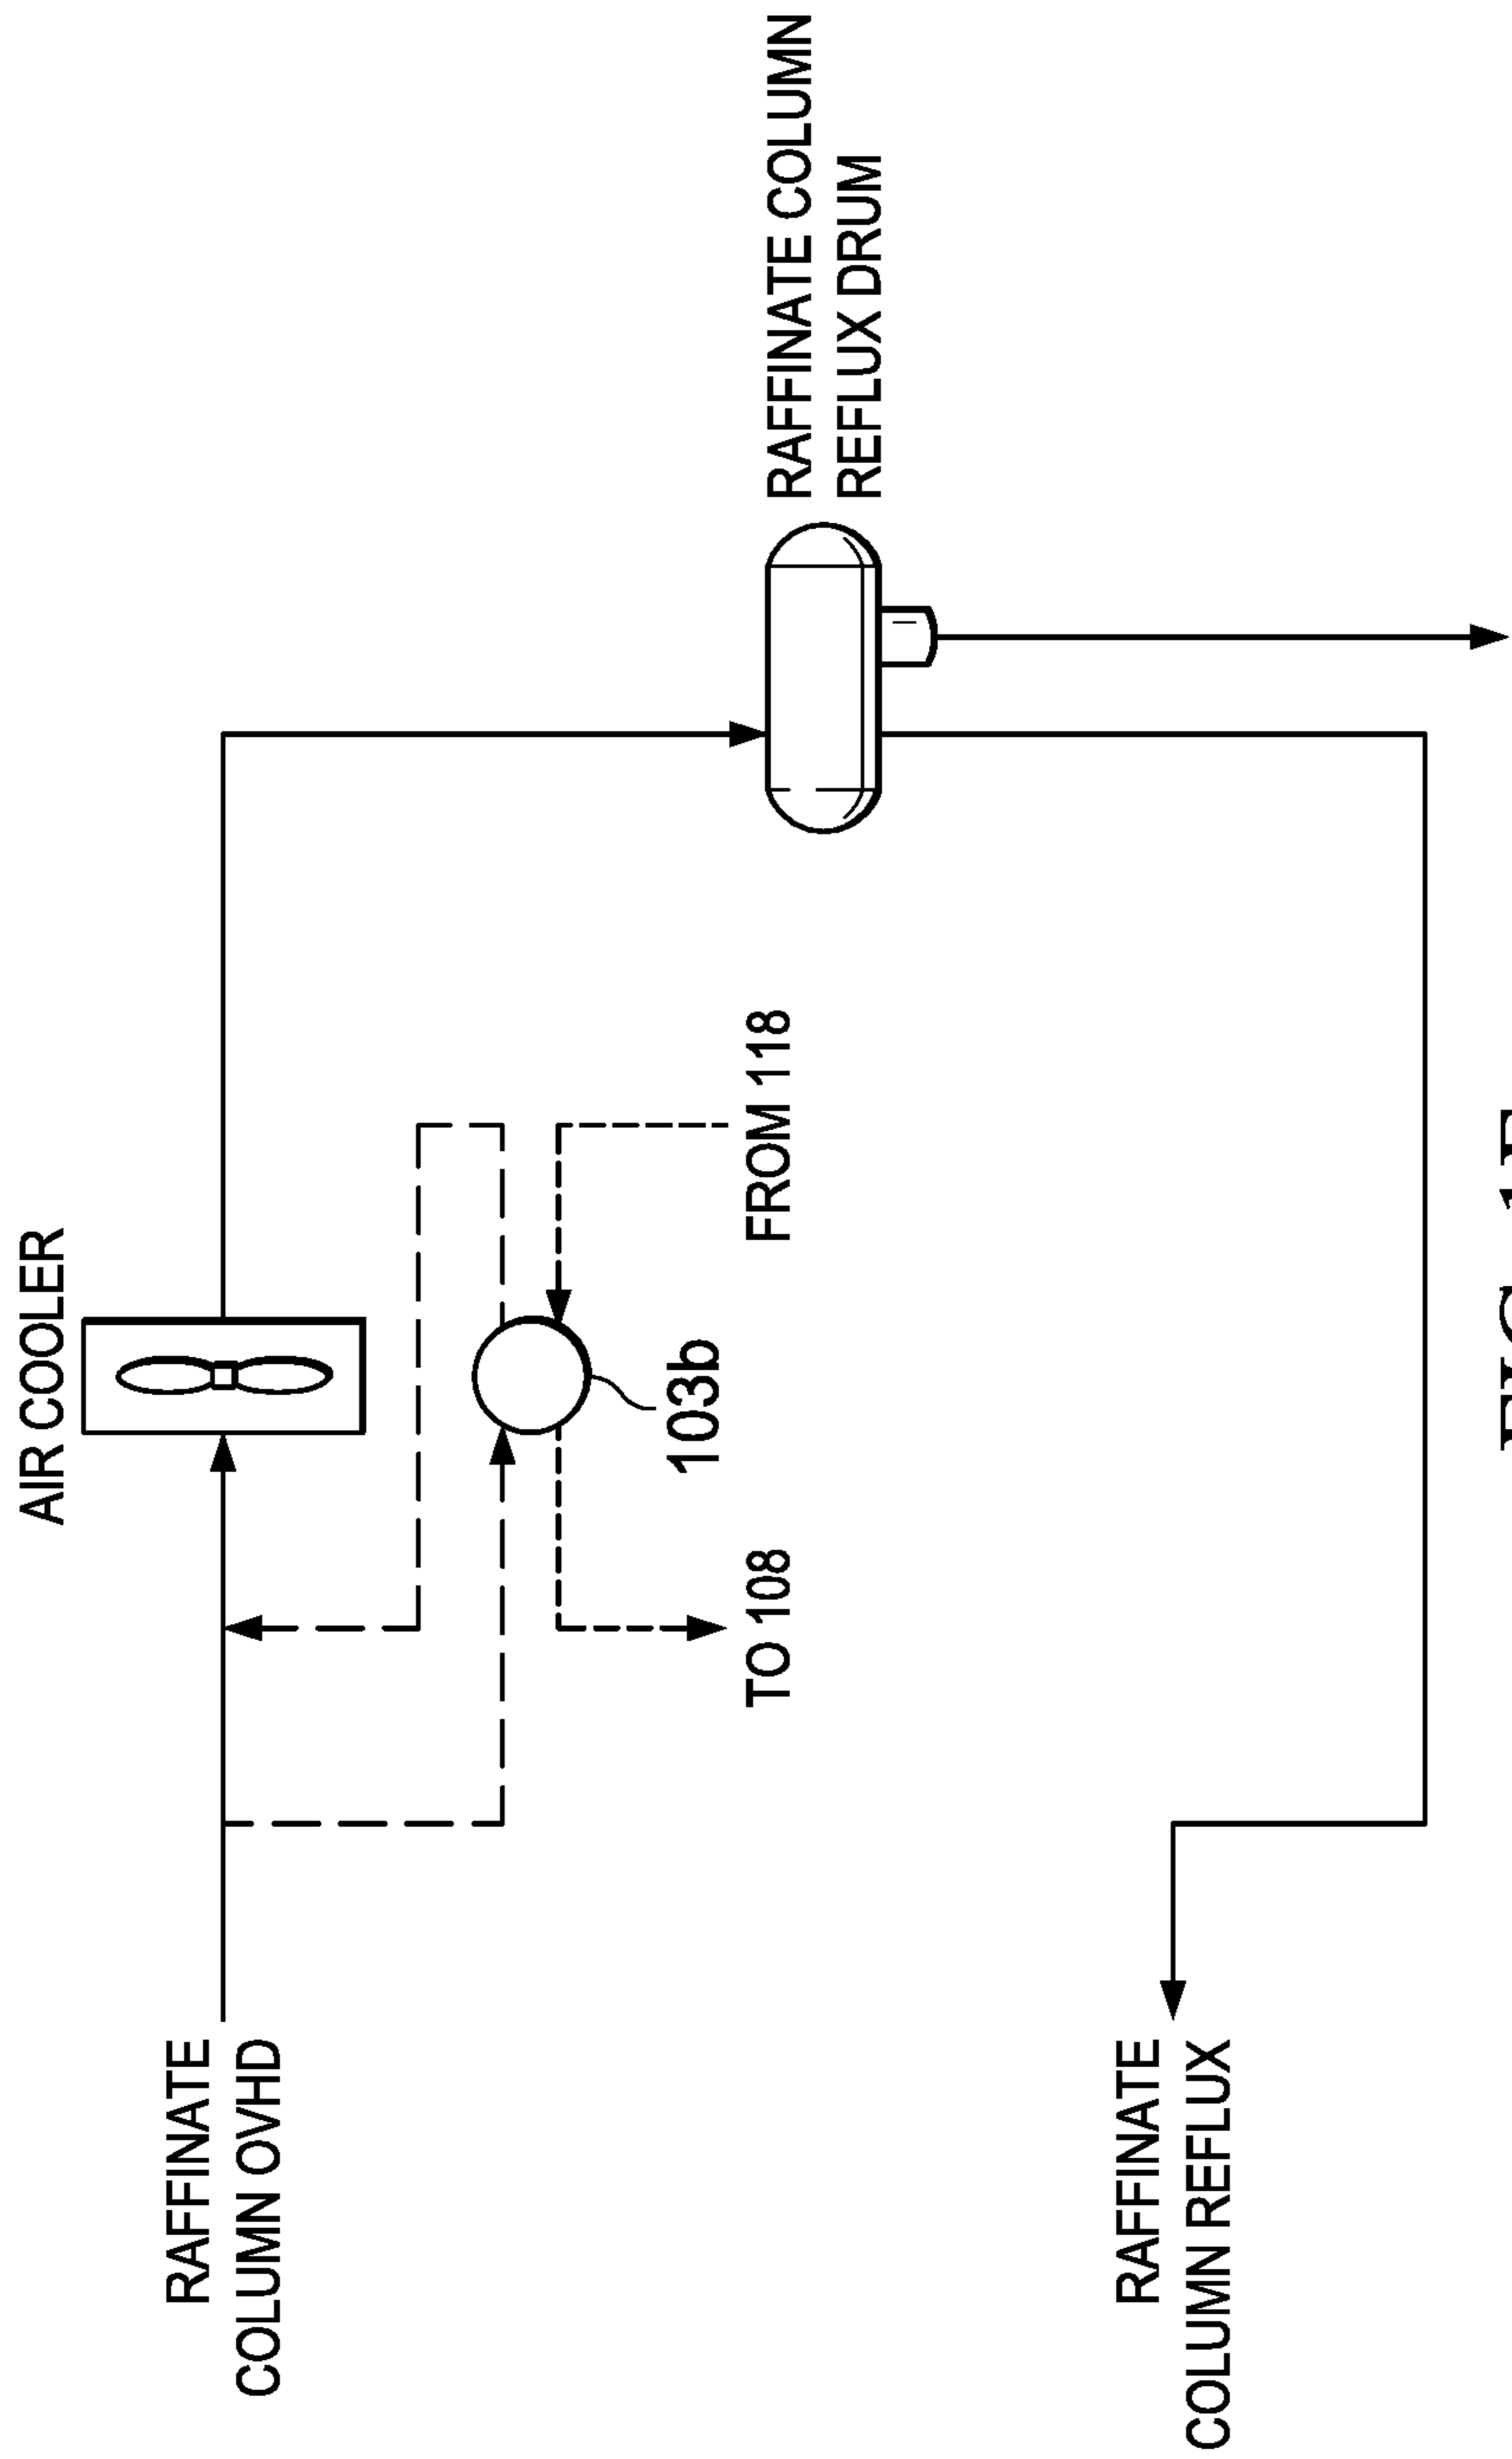 AIR COOLER
RAFFINATE
COLUMN OVHD
103b
TO 108
FROM 118
RAFFINATE COLUMN
REFLUX DRUM
RAFFINATE
COLUMN REFLUX